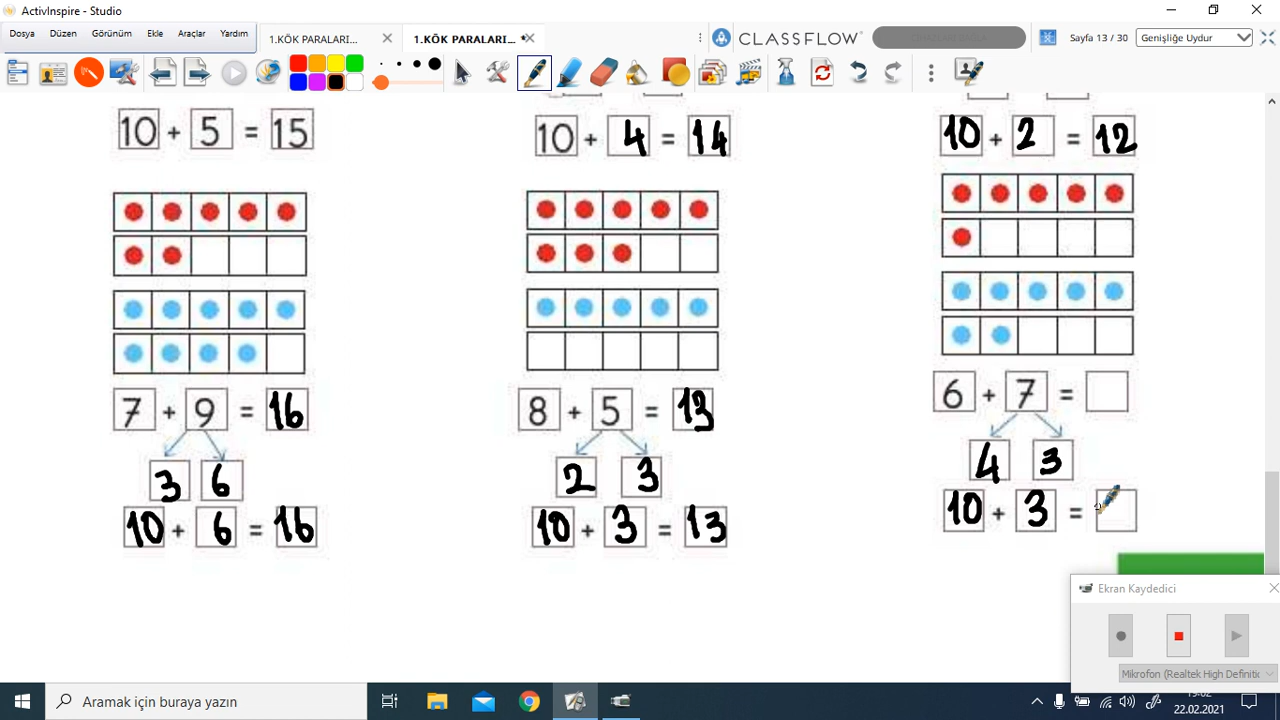 ActivInspire - Studio
Dosya Düzen Görünüm Ekle Araçlar Yardım
1.KÖK PARALARI...
1.KÖK PARALARI... *
CLASSFLOW
Sayfa 13 / 30
Genişliğe Uydur
10 + 5 = 15
10 + 4 = 14
10 + 2 = 12
7 + 9 = 16
3 6
10 + 6 = 16
8 + 5 = 13
2 3
10 + 3 = 13
6 + 7 =
4 3
10 + 3 =
Ekran Kaydedici
Mikrofon (Realtek High Definitic
Aramak için buraya yazın
19:02
22.02.2021